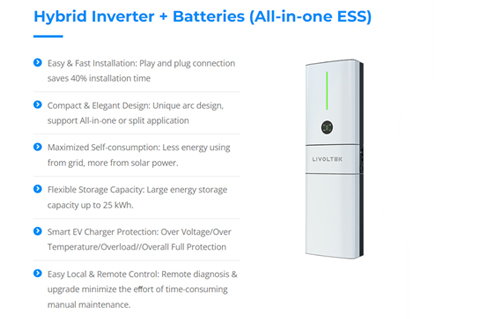 Hybrid Inverter + Batteries (All-in-one ESS)
Easy & Fast Installation: Play and plug connection
saves 40% installation time
Compact & Elegant Design: Unique arc design,
support All-in-one or split application
Maximized Self-consumption: Less energy using
from grid, more from solar power.
Flexible Storage Capacity: Large energy storage
capacity up to 25 kWh.
Smart EV Charger Protection: Over Voltage/Over
Temperature/Overload//Overall Full Protection
Easy Local & Remote Control: Remote diagnosis &
upgrade minimize the effort of time-consuming
manual maintenance.
LIVOLTEK